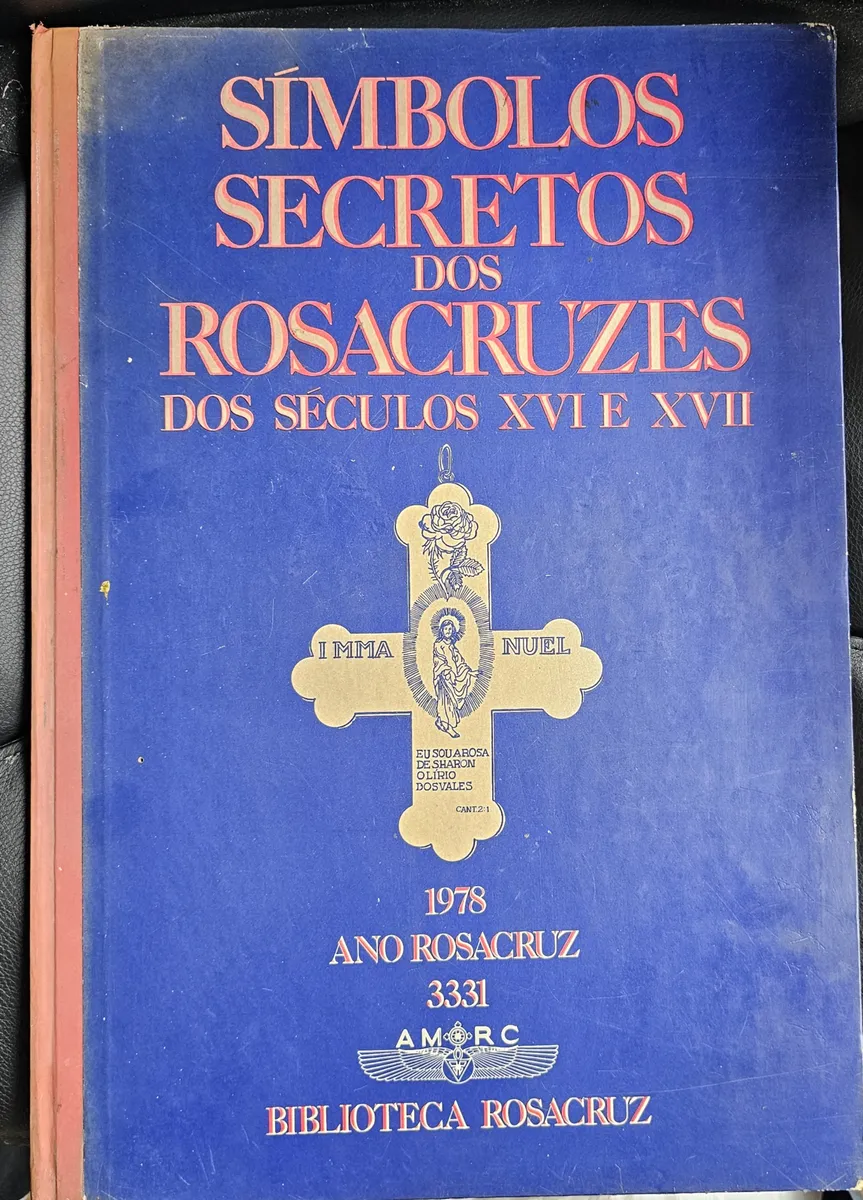 SÍMBOLOS
SECRETOS
DOS
ROSACRUZES
DOS SÉCULOS XVI E XVII
IMMA NUEL
EU SOU A ROSA
DE SHARON
O LÍRIO
DOS VALES
CANT. 2:1
1978
ANO ROSACRUZ
3331
AMORC
BIBLIOTECA ROSACRUZ